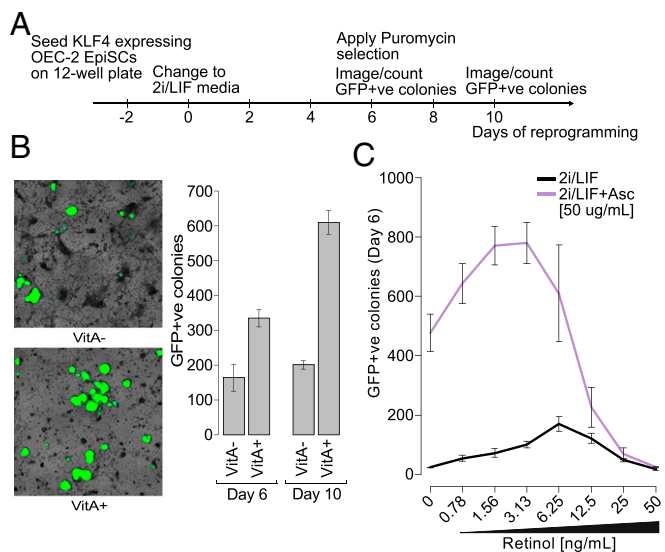 A
Seed KLF4 expressing
OEC-2 EpiSCs
on 12-well plate
Change to
2i/LIF media
Apply Puromycin
selection
Image/count
GFP+ve colonies
Image/count
GFP+ve colonies
-2 0 2 4 6 8 10
Days of reprogramming
B
VitA-
VitA+
GFP+ve colonies
700
600
500
400
300
200
100
0
VitA- VitA+ VitA- VitA+
Day 6 Day 10
C
2i/LIF
2i/LIF+Asc
[50 ug/mL]
GFP+ve colonies (Day 6)
1000
800
600
400
200
0
0 0.78 1.56 3.13 6.25 12.5 25 50
Retinol [ng/mL]